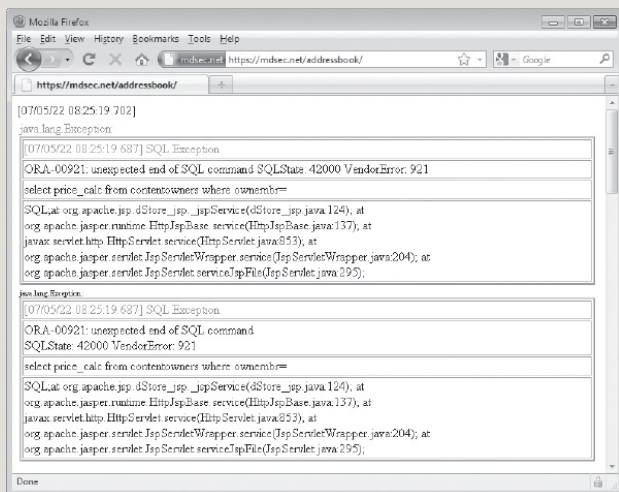 Mozilla Firefox
File Edit View History Bookmarks Tools Help
mdsec.net https://mdsec.net/addressbook/
Google
https://mdsec.net/addressbook/
[07/05/22 08:25:19 702]
java.lang.Exception:
[07/05/22 08:25:19.687] SQL Exception
ORA-00921: unexpected end of SQL command SQLState: 42000 VendorError: 921
select price_calc from contentowners where ownernbr=
SQL;at org.apache.jsp.dStore_jsp._jspService(dStore_jsp.java:124); at
org.apache.jasper.runtime.HttpJspBase.service(HttpJspBase.java:137); at
javax.servlet.http.HttpServlet.service(HttpServlet.java:853); at
org.apache.jasper.servlet.JspServletWrapper.service(JspServletWrapper.java:204); at
org.apache.jasper.servlet.JspServlet.serviceJspFile(JspServlet.java:295);
java.lang.Exception:
[07/05/22 08:25:19.687] SQL Exception
ORA-00921: unexpected end of SQL command
SQLState: 42000 VendorError: 921
select price_calc from contentowners where ownernbr=
SQL;at org.apache.jsp.dStore_jsp._jspService(dStore_jsp.java:124); at
org.apache.jasper.runtime.HttpJspBase.service(HttpJspBase.java:137); at
javax.servlet.http.HttpServlet.service(HttpServlet.java:853); at
org.apache.jasper.servlet.JspServletWrapper.service(JspServletWrapper.java:204); at
org.apache.jasper.servlet.JspServlet.serviceJspFile(JspServlet.java:295);
Done